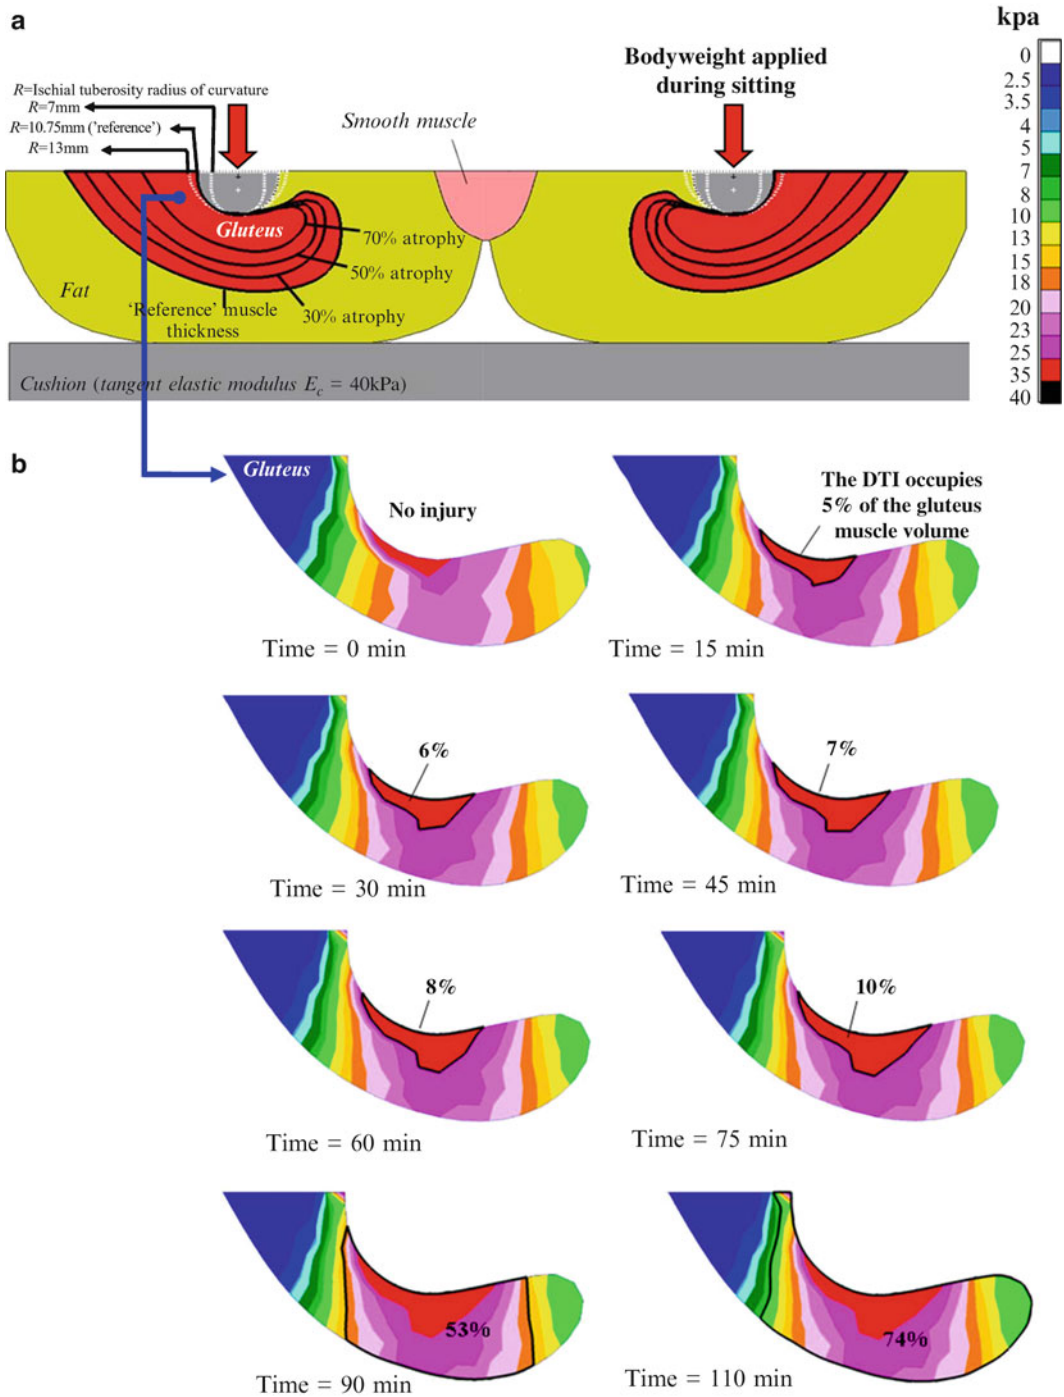 a
kpa
R=Ischial tuberosity radius of curvature
R=7mm
R=10.75mm ('reference')
R=13mm
Bodyweight applied
during sitting
Smooth muscle
Gluteus
70% atrophy
50% atrophy
30% atrophy
Fat
'Reference' muscle
thickness
Cushion (tangent elastic modulus Ec = 40kPa)
0
2.5
3.5
4
5
7
8
10
13
15
18
20
23
25
35
40
b
Gluteus
No injury
Time = 0 min
The DTI occupies
5% of the gluteus
muscle volume
Time = 15 min
6%
Time = 30 min
7%
Time = 45 min
8%
Time = 60 min
10%
Time = 75 min
53%
Time = 90 min
74%
Time = 110 min